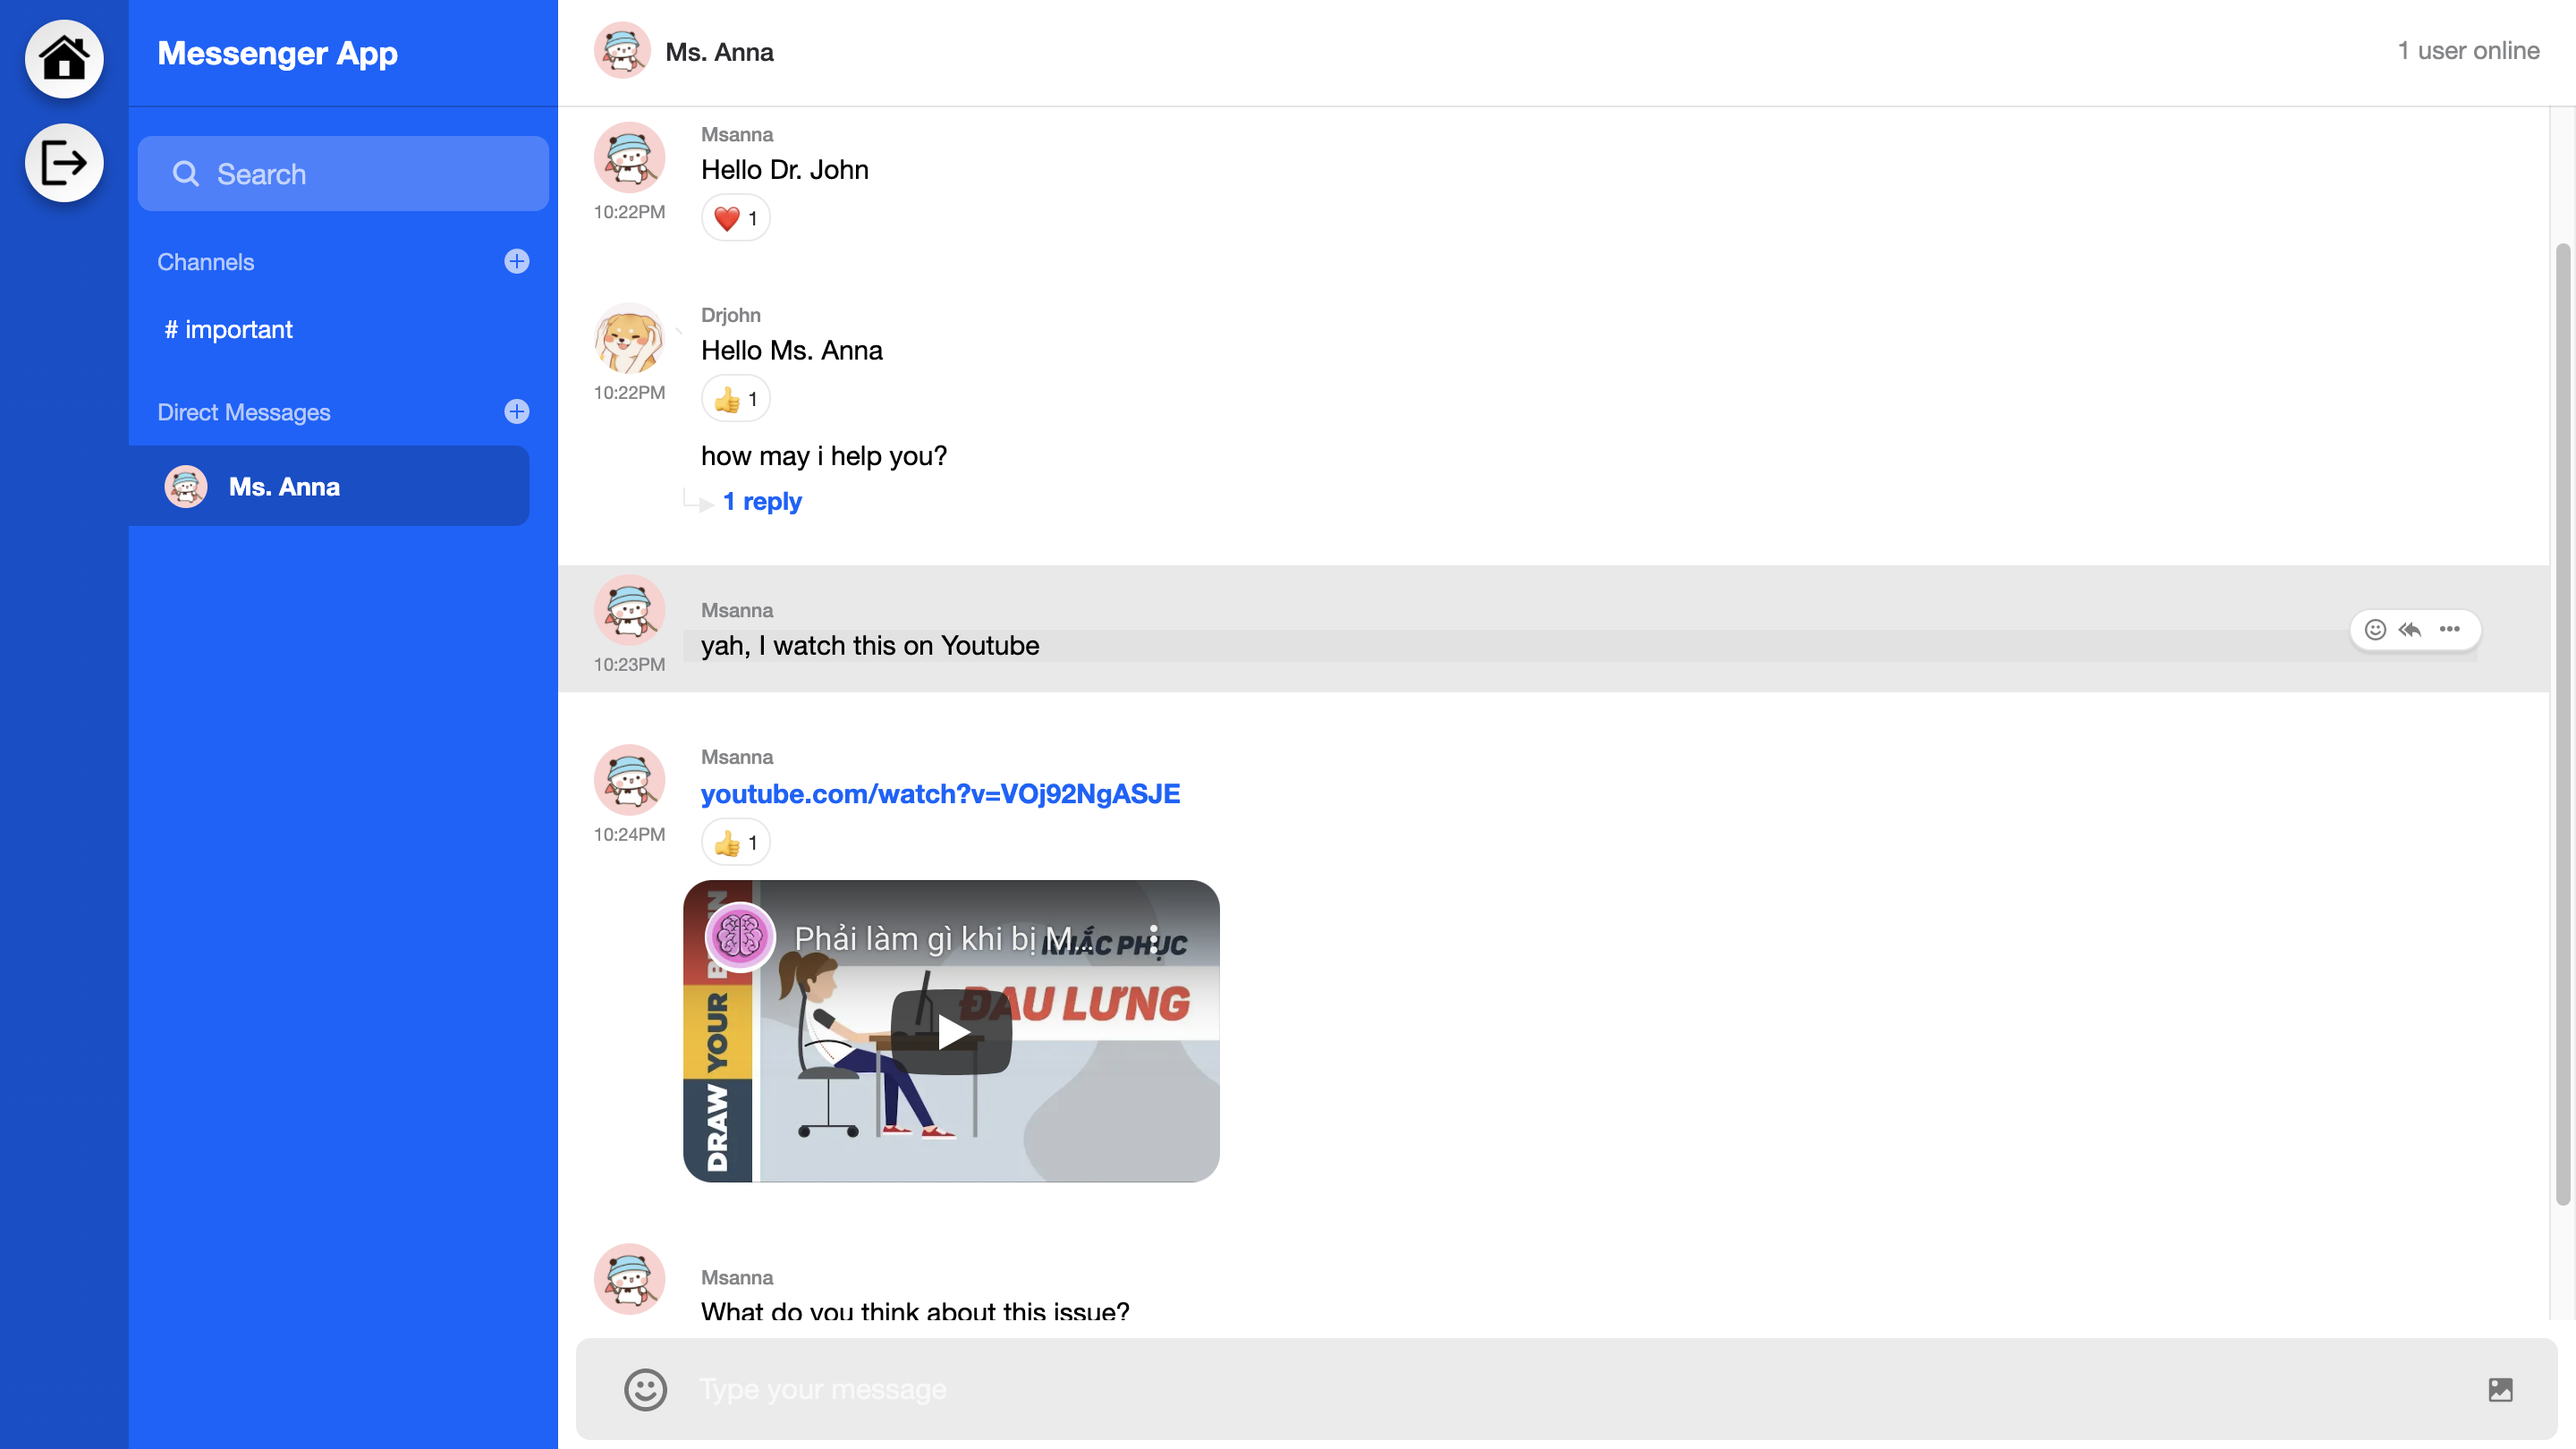 Messenger App
Search
Channels
# important
Direct Messages
Ms. Anna
Ms. Anna
1 user online
Msanna
Hello Dr. John
10:22PM
1
Drjohn
Hello Ms. Anna
10:22PM
1
how may i help you?
1 reply
Msanna
yah, I watch this on Youtube
10:23PM
Msanna
youtube.com/watch?v=VOj92NgASJE
10:24PM
1
Phải làm gì khi bị M...
KHẮC PHỤC
ĐAU LƯNG
DRAW YOUR
Msanna
What do you think about this issue?
Type your message